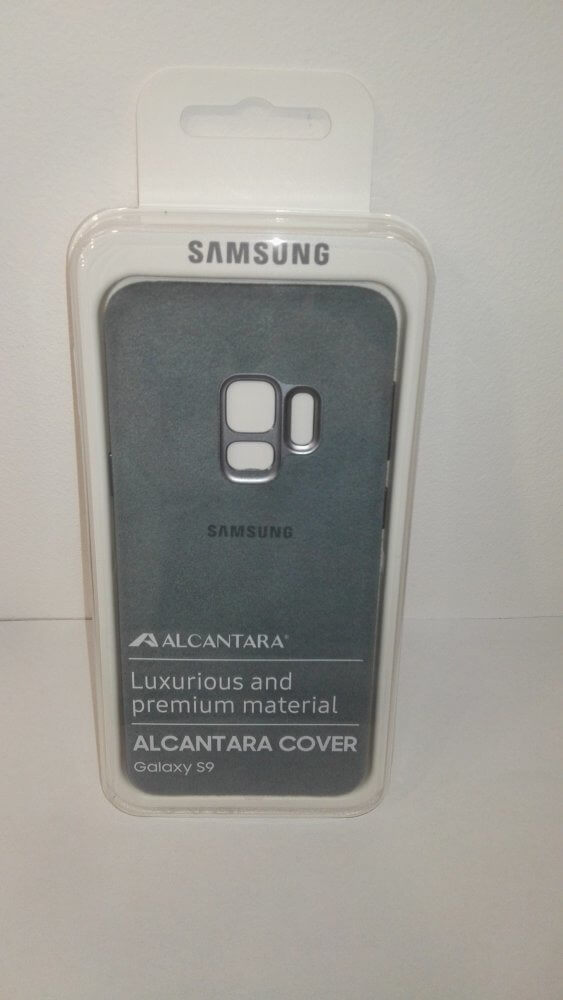 SAMSUNG
SAMSUNG
ALCANTARA®
Luxurious and
premium material
ALCANTARA COVER
Galaxy S9